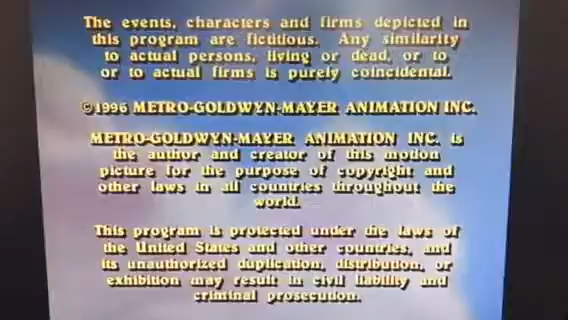 The events, characters and firms depicted in
this program are fictitious. Any similarity
to actual persons, living or dead, or to
or to actual firms is purely coincidental.
©1996 METRO-GOLDWYN-MAYER ANIMATION INC.
METRO-GOLDWYN-MAYER ANIMATION INC. is
the author and creator of this motion
picture for the purpose of copyright and
other laws in all countries throughout the
world.
This program is protected under the laws of
the United States and other countries, and
its unauthorized duplication, distribution, or
exhibition may result in civil liability and
criminal prosecution.